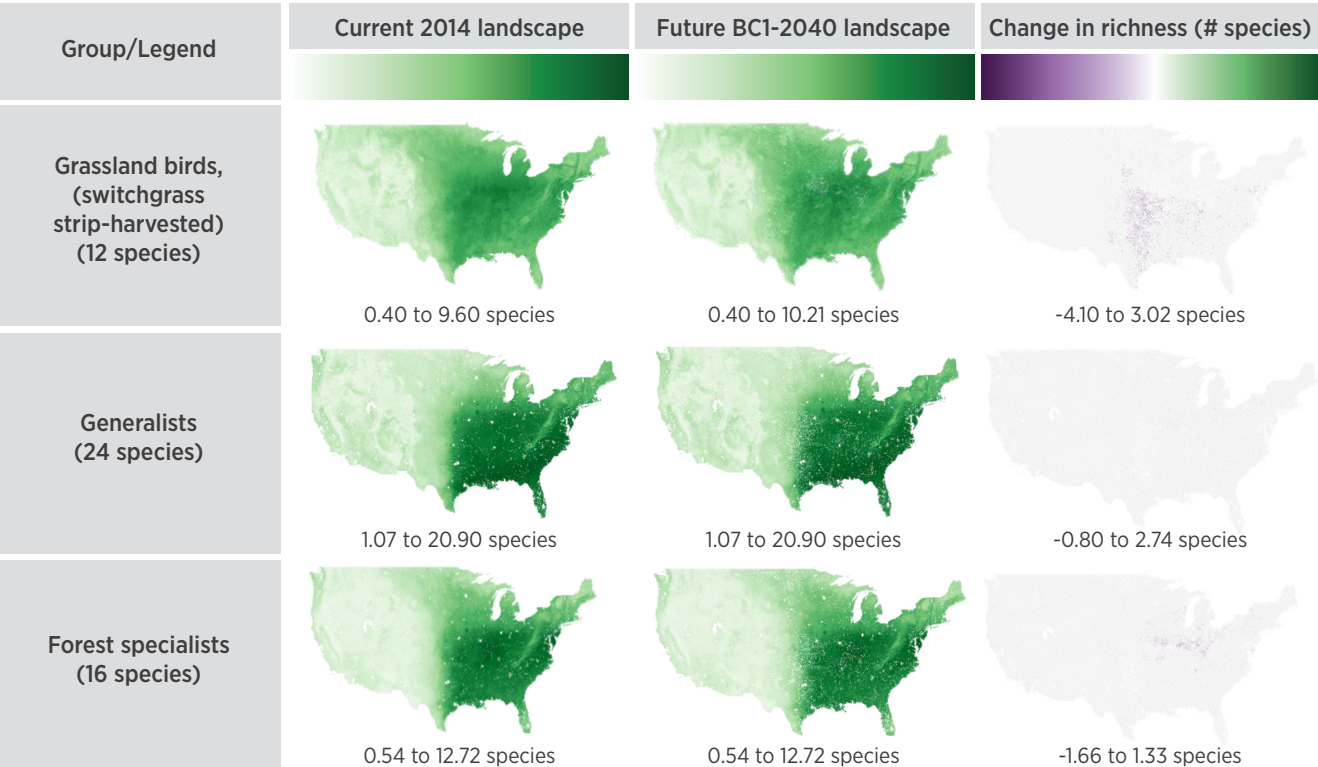 Group/Legend
Current 2014 landscape
Future BC1-2040 landscape
Change in richness (# species)
Grassland birds,
(switchgrass
strip-harvested)
(12 species)
0.40 to 9.60 species
0.40 to 10.21 species
-4.10 to 3.02 species
Generalists
(24 species)
1.07 to 20.90 species
1.07 to 20.90 species
-0.80 to 2.74 species
Forest specialists
(16 species)
0.54 to 12.72 species
0.54 to 12.72 species
-1.66 to 1.33 species